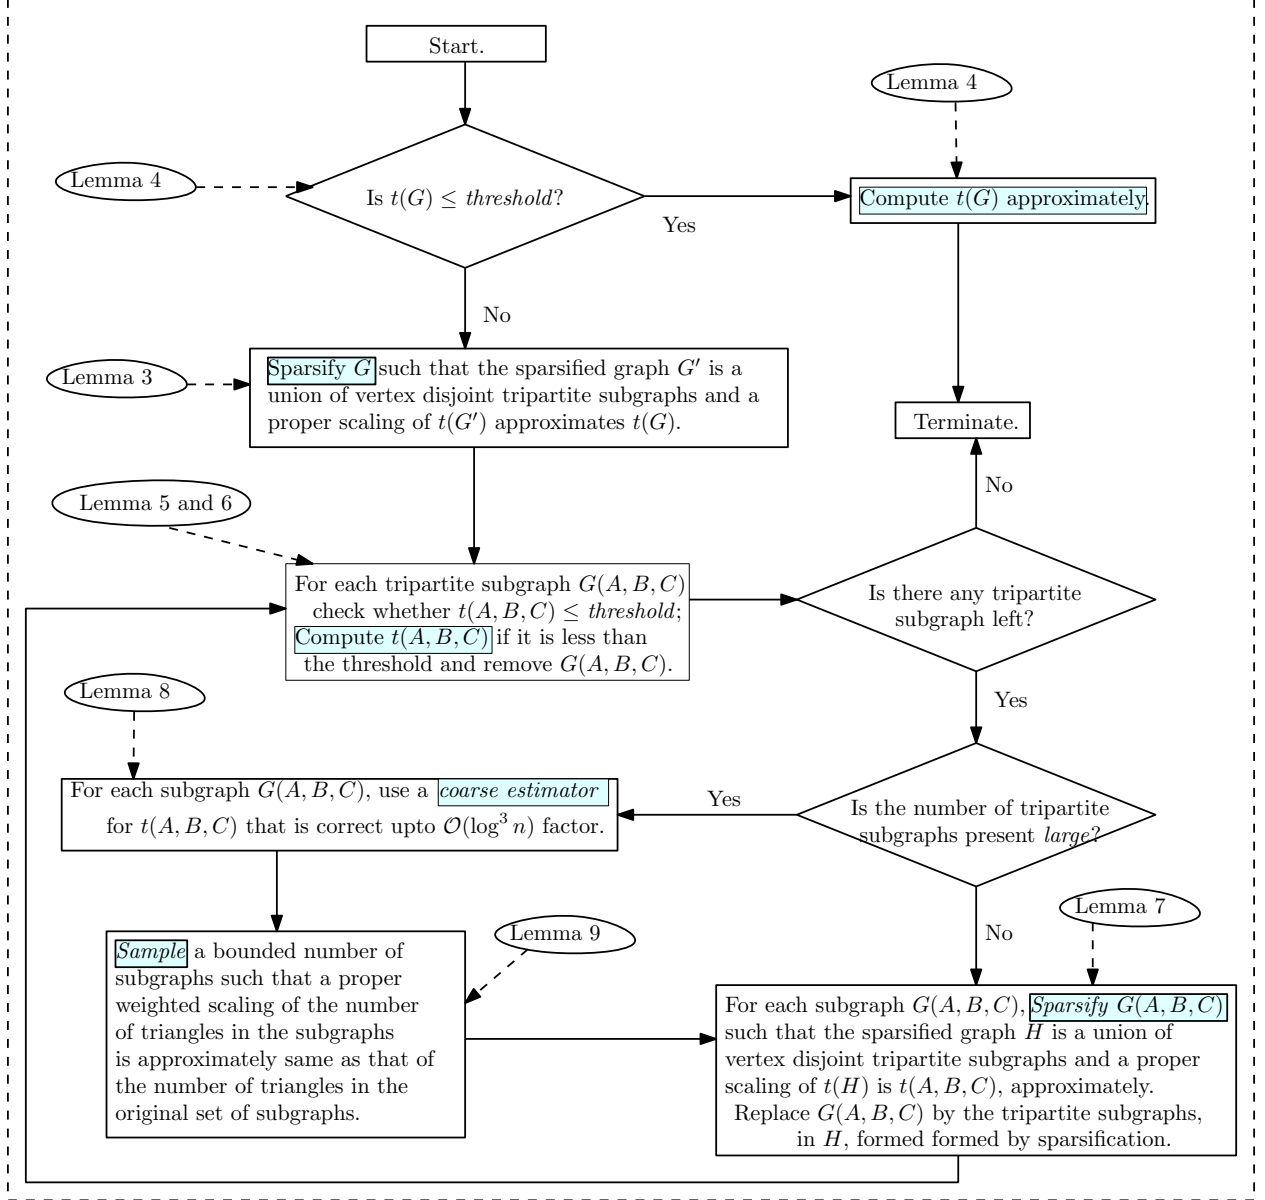 Start.
Lemma 4
Lemma 4
Is t(G) ≤ threshold?
Compute t(G) approximately.
Yes
No
Lemma 3
Sparsify G such that the sparsified graph G′ is a
union of vertex disjoint tripartite subgraphs and a
proper scaling of t(G′) approximates t(G).
Terminate.
No
Lemma 5 and 6
For each tripartite subgraph G(A, B, C)
check whether t(A, B, C) ≤ threshold;
Compute t(A, B, C) if it is less than
the threshold and remove G(A, B, C).
Is there any tripartite
subgraph left?
Yes
Lemma 8
For each subgraph G(A, B, C), use a coarse estimator
for t(A, B, C) that is correct upto O(log³ n) factor.
Yes
Is the number of tripartite
subgraphs present large?
No
Lemma 7
Lemma 9
Sample a bounded number of
subgraphs such that a proper
weighted scaling of the number
of triangles in the subgraphs
is approximately same as that of
the number of triangles in the
original set of subgraphs.
For each subgraph G(A, B, C), Sparsify G(A, B, C)
such that the sparsified graph H is a union of
vertex disjoint tripartite subgraphs and a proper
scaling of t(H) is t(A, B, C), approximately.
Replace G(A, B, C) by the tripartite subgraphs,
in H, formed formed by sparsification.